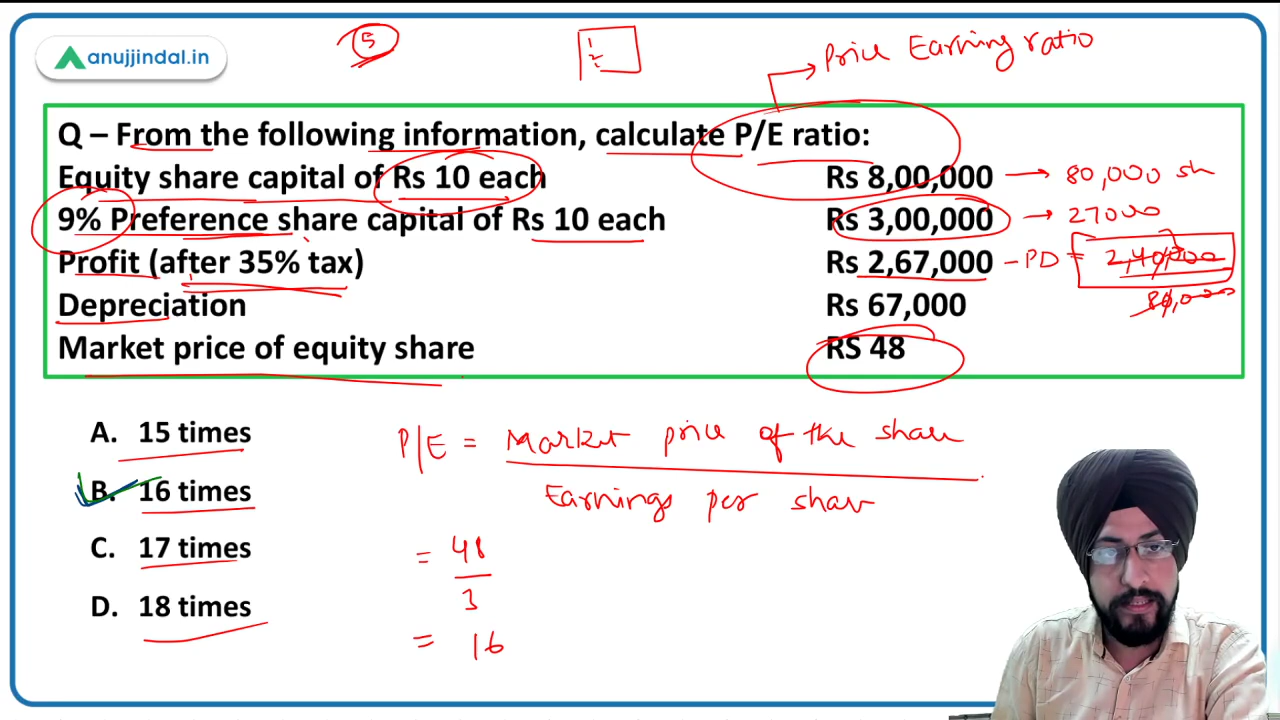 anujjindal.in
5
1
2
Price Earning ratio
Q – From the following information, calculate P/E ratio:
Equity share capital of Rs 10 each Rs 8,00,000 → 80,000 sh
9% Preference share capital of Rs 10 each Rs 3,00,000 → 27000
Profit (after 35% tax) Rs 2,67,000 – PD = 2,40,000
Depreciation Rs 67,000 80,000
Market price of equity share RS 48
A. 15 times
P/E = Market price of the share
B. 16 times
Earnings per share
C. 17 times
= 48
3
D. 18 times
= 16